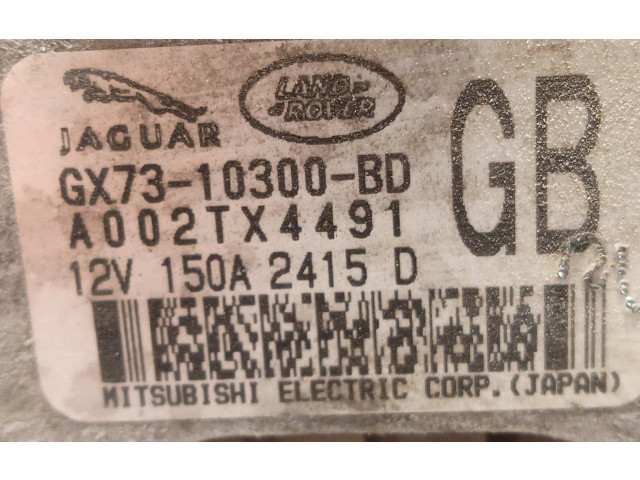 JAGUAR
LAND-
-ROVER
GB
GX73-10300-BD
A002TX4491
12V 150A 2415 D
MITSUBISHI ELECTRIC CORP. (JAPAN)